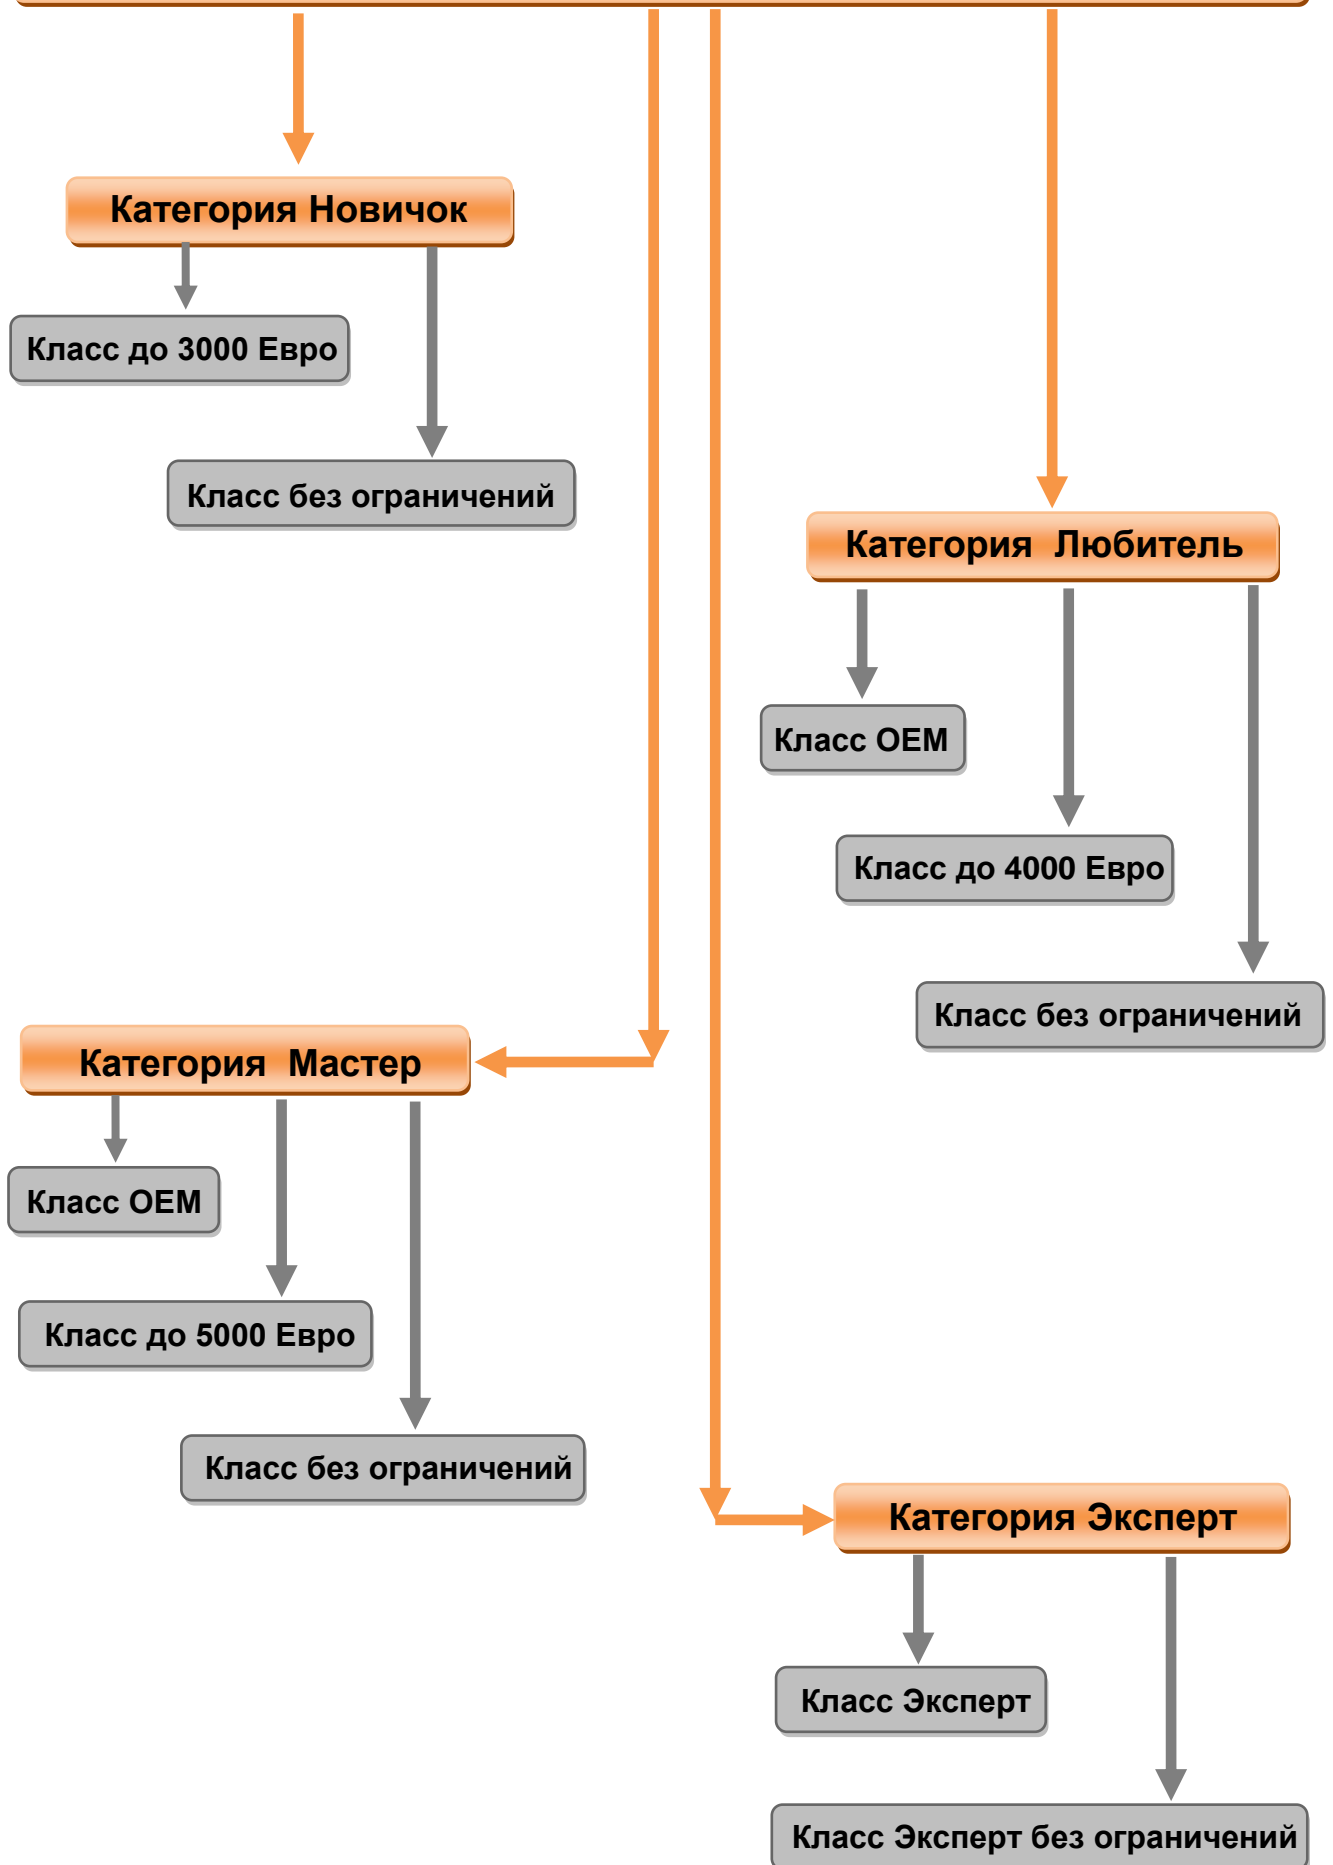 Категория Новичок
Класс до 3000 Евро
Класс без ограничений
Категория Любитель
Класс OEM
Класс до 4000 Евро
Класс без ограничений
Категория Мастер
Класс OEM
Класс до 5000 Евро
Класс без ограничений
Категория Эксперт
Класс Эксперт
Класс Эксперт без ограничений